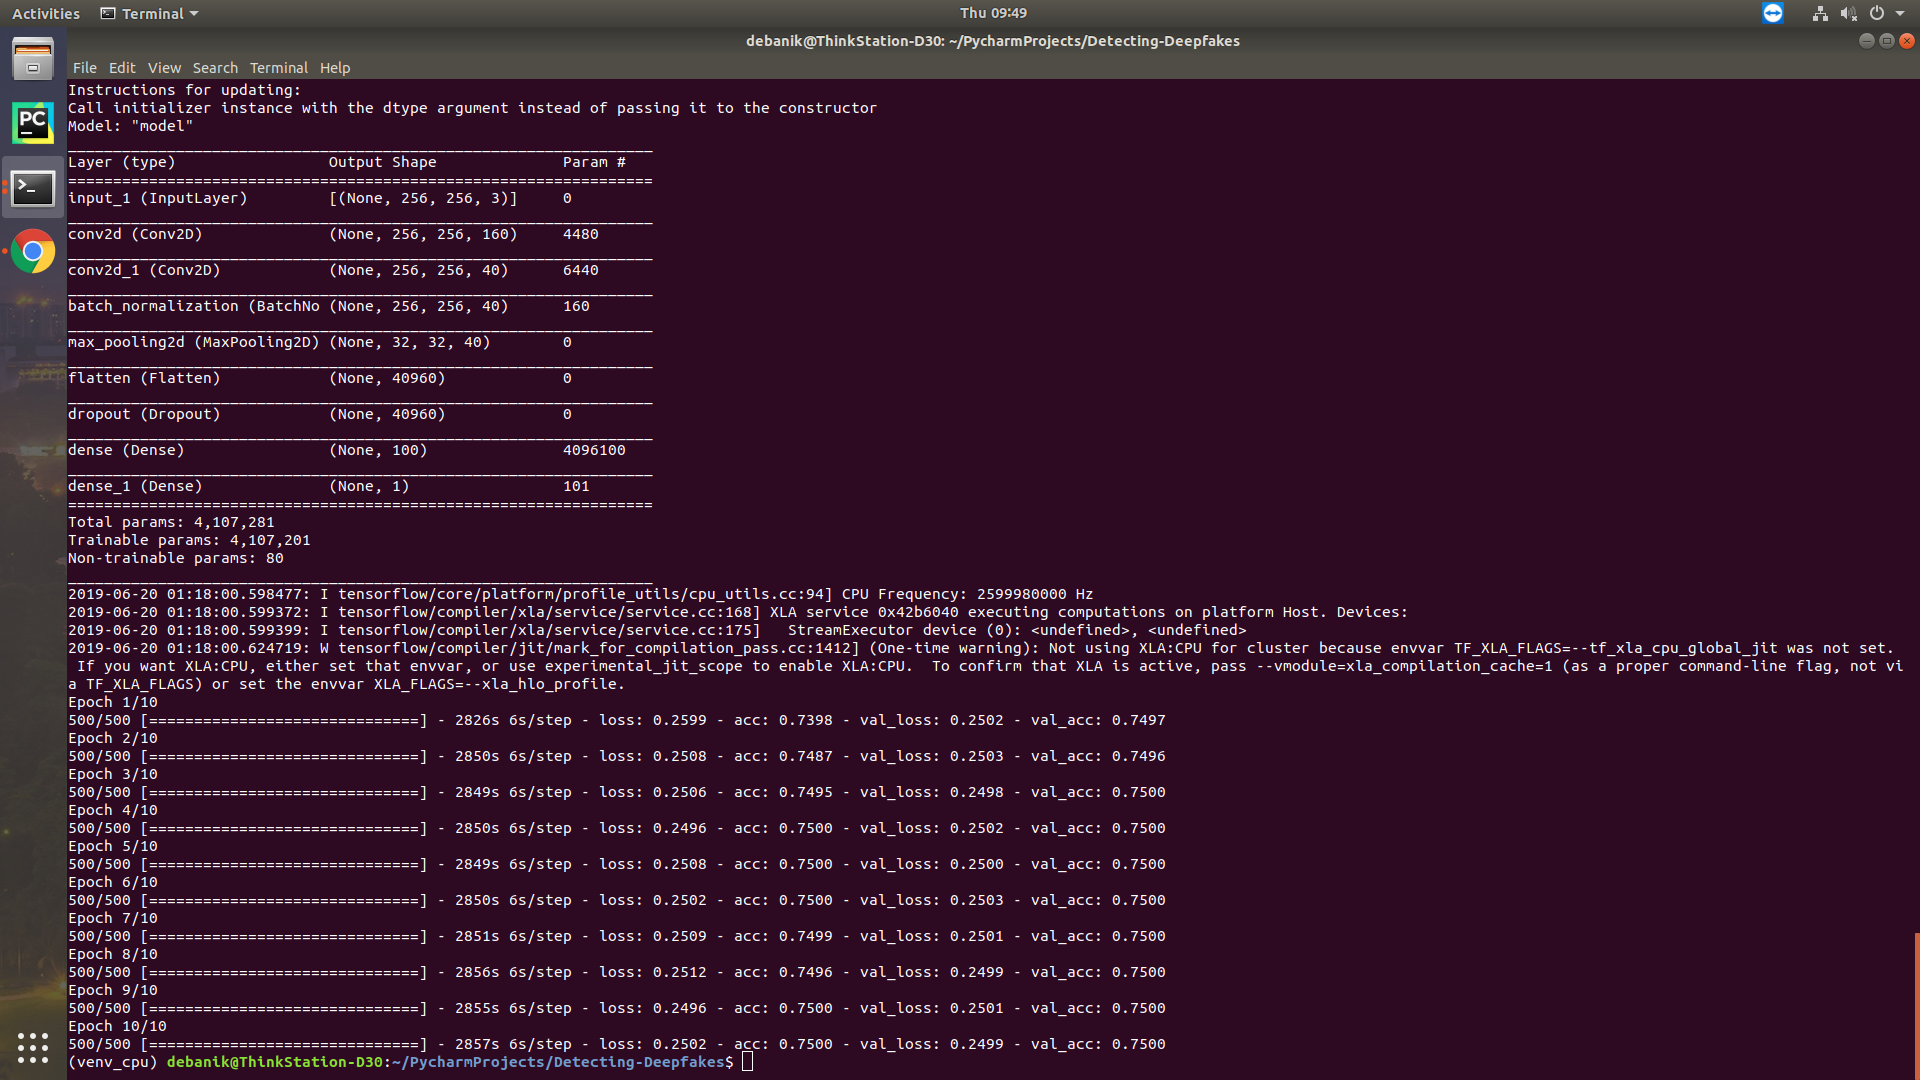 Activities Terminal Thu 09:49
debanik@ThinkStation-D30: ~/PycharmProjects/Detecting-Deepfakes
File Edit View Search Terminal Help
PC
Instructions for updating:
Call initializer instance with the dtype argument instead of passing it to the constructor
Model: "model"
_________________________________________________________________
Layer (type)                 Output Shape              Param #
=================================================================
input_1 (InputLayer)         [(None, 256, 256, 3)]     0
_________________________________________________________________
conv2d (Conv2D)              (None, 256, 256, 160)     4480
_________________________________________________________________
conv2d_1 (Conv2D)            (None, 256, 256, 40)      6440
_________________________________________________________________
batch_normalization (BatchNo (None, 256, 256, 40)      160
_________________________________________________________________
max_pooling2d (MaxPooling2D) (None, 32, 32, 40)        0
_________________________________________________________________
flatten (Flatten)            (None, 40960)             0
_________________________________________________________________
dropout (Dropout)            (None, 40960)             0
_________________________________________________________________
dense (Dense)                (None, 100)               4096100
_________________________________________________________________
dense_1 (Dense)              (None, 1)                 101
=================================================================
Total params: 4,107,281
Trainable params: 4,107,201
Non-trainable params: 80
_________________________________________________________________
2019-06-20 01:18:00.598477: I tensorflow/core/platform/profile_utils/cpu_utils.cc:94] CPU Frequency: 2599980000 Hz
2019-06-20 01:18:00.599372: I tensorflow/compiler/xla/service/service.cc:168] XLA service 0x42b6040 executing computations on platform Host. Devices:
2019-06-20 01:18:00.599399: I tensorflow/compiler/xla/service/service.cc:175]   StreamExecutor device (0): <undefined>, <undefined>
2019-06-20 01:18:00.624719: W tensorflow/compiler/jit/mark_for_compilation_pass.cc:1412] (One-time warning): Not using XLA:CPU for cluster because envvar TF_XLA_FLAGS=--tf_xla_cpu_global_jit was not set.
 If you want XLA:CPU, either set that envvar, or use experimental_jit_scope to enable XLA:CPU.  To confirm that XLA is active, pass --vmodule=xla_compilation_cache=1 (as a proper command-line flag, not vi
a TF_XLA_FLAGS) or set the envvar XLA_FLAGS=--xla_hlo_profile.
Epoch 1/10
500/500 [==============================] - 2826s 6s/step - loss: 0.2599 - acc: 0.7398 - val_loss: 0.2502 - val_acc: 0.7497
Epoch 2/10
500/500 [==============================] - 2850s 6s/step - loss: 0.2508 - acc: 0.7487 - val_loss: 0.2503 - val_acc: 0.7496
Epoch 3/10
500/500 [==============================] - 2849s 6s/step - loss: 0.2506 - acc: 0.7495 - val_loss: 0.2498 - val_acc: 0.7500
Epoch 4/10
500/500 [==============================] - 2850s 6s/step - loss: 0.2496 - acc: 0.7500 - val_loss: 0.2502 - val_acc: 0.7500
Epoch 5/10
500/500 [==============================] - 2849s 6s/step - loss: 0.2508 - acc: 0.7500 - val_loss: 0.2500 - val_acc: 0.7500
Epoch 6/10
500/500 [==============================] - 2850s 6s/step - loss: 0.2502 - acc: 0.7500 - val_loss: 0.2503 - val_acc: 0.7500
Epoch 7/10
500/500 [==============================] - 2851s 6s/step - loss: 0.2509 - acc: 0.7499 - val_loss: 0.2501 - val_acc: 0.7500
Epoch 8/10
500/500 [==============================] - 2856s 6s/step - loss: 0.2512 - acc: 0.7496 - val_loss: 0.2499 - val_acc: 0.7500
Epoch 9/10
500/500 [==============================] - 2855s 6s/step - loss: 0.2496 - acc: 0.7500 - val_loss: 0.2501 - val_acc: 0.7500
Epoch 10/10
500/500 [==============================] - 2857s 6s/step - loss: 0.2502 - acc: 0.7500 - val_loss: 0.2499 - val_acc: 0.7500
(venv_cpu) debanik@ThinkStation-D30:~/PycharmProjects/Detecting-Deepfakes$